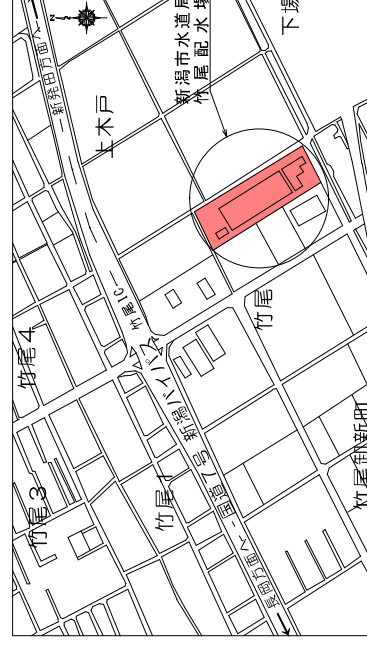 新発田方面へ
上木戸
新潟市水道局
竹尾配水場
下場
竹尾IC
竹尾4
竹尾
新潟バイパス
竹尾3
竹尾1
国道7号
竹尾卸新町
長岡方面へ